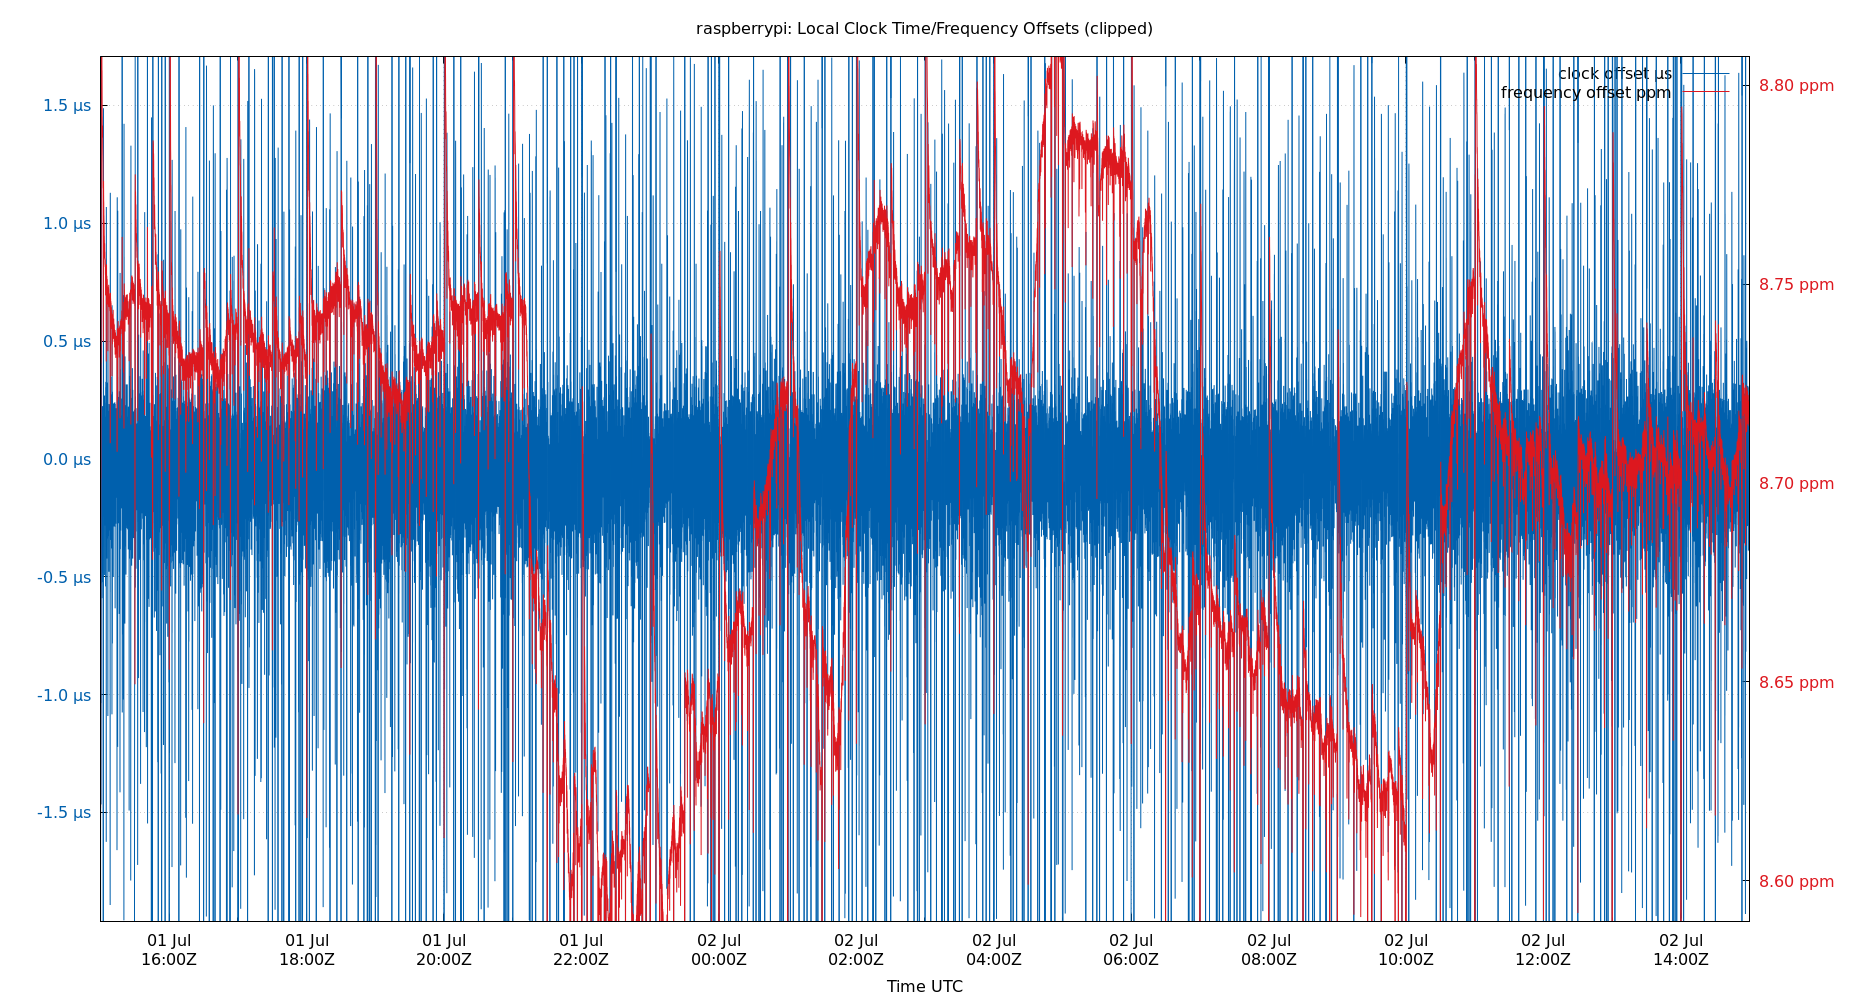 raspberrypi: Local Clock Time/Frequency Offsets (clipped)
clock offset µs
frequency offset ppm
1.5 µs
1.0 µs
0.5 µs
0.0 µs
-0.5 µs
-1.0 µs
-1.5 µs
8.80 ppm
8.75 ppm
8.70 ppm
8.65 ppm
8.60 ppm
01 Jul 01 Jul 01 Jul 01 Jul 02 Jul 02 Jul 02 Jul 02 Jul 02 Jul 02 Jul 02 Jul 02 Jul
16:00Z 18:00Z 20:00Z 22:00Z 00:00Z 02:00Z 04:00Z 06:00Z 08:00Z 10:00Z 12:00Z 14:00Z
Time UTC